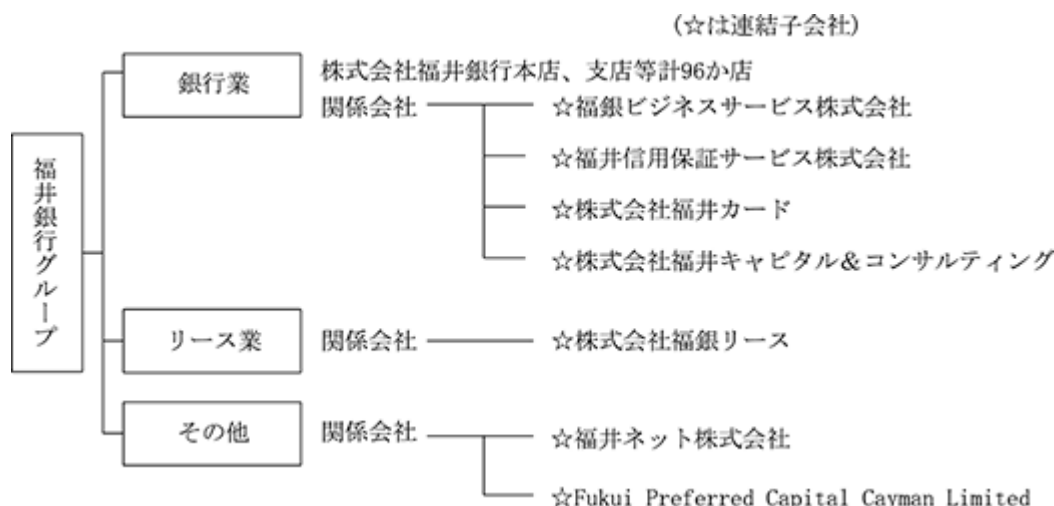 (☆は連結子会社)
福井銀行グループ
銀行業
株式会社福井銀行本店、支店等計96か店
関係会社
☆福銀ビジネスサービス株式会社
☆福井信用保証サービス株式会社
☆株式会社福井カード
☆株式会社福井キャピタル&コンサルティング
リース業
関係会社
☆株式会社福銀リース
その他
関係会社
☆福井ネット株式会社
☆Fukui Preferred Capital Cayman Limited